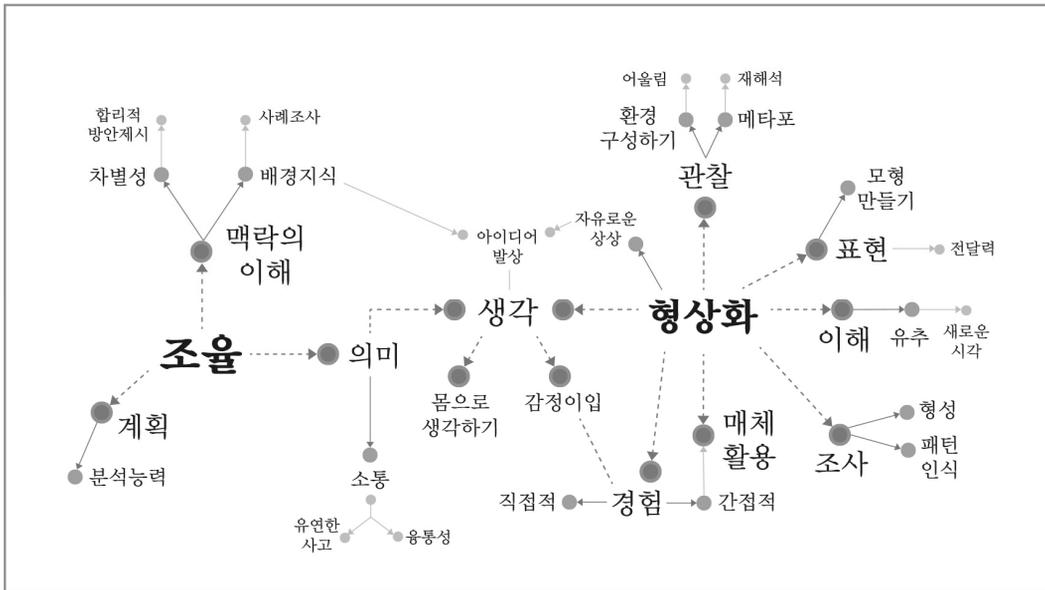 어울림
재해석
합리적
방안제시
사례조사
환경
구성하기
메타포
차별성
배경지식
관찰
모형
만들기
자유로운
상상
아이디어
발상
맥락의
이해
표현
전달력
생각
형상화
이해
유추
새로운
시각
조율
의미
몸으로
생각하기
감정이입
계획
매체
활용
형성
조사
패턴
인식
분석능력
소통
직접적
경험
간접적
유연한
사고
융통성